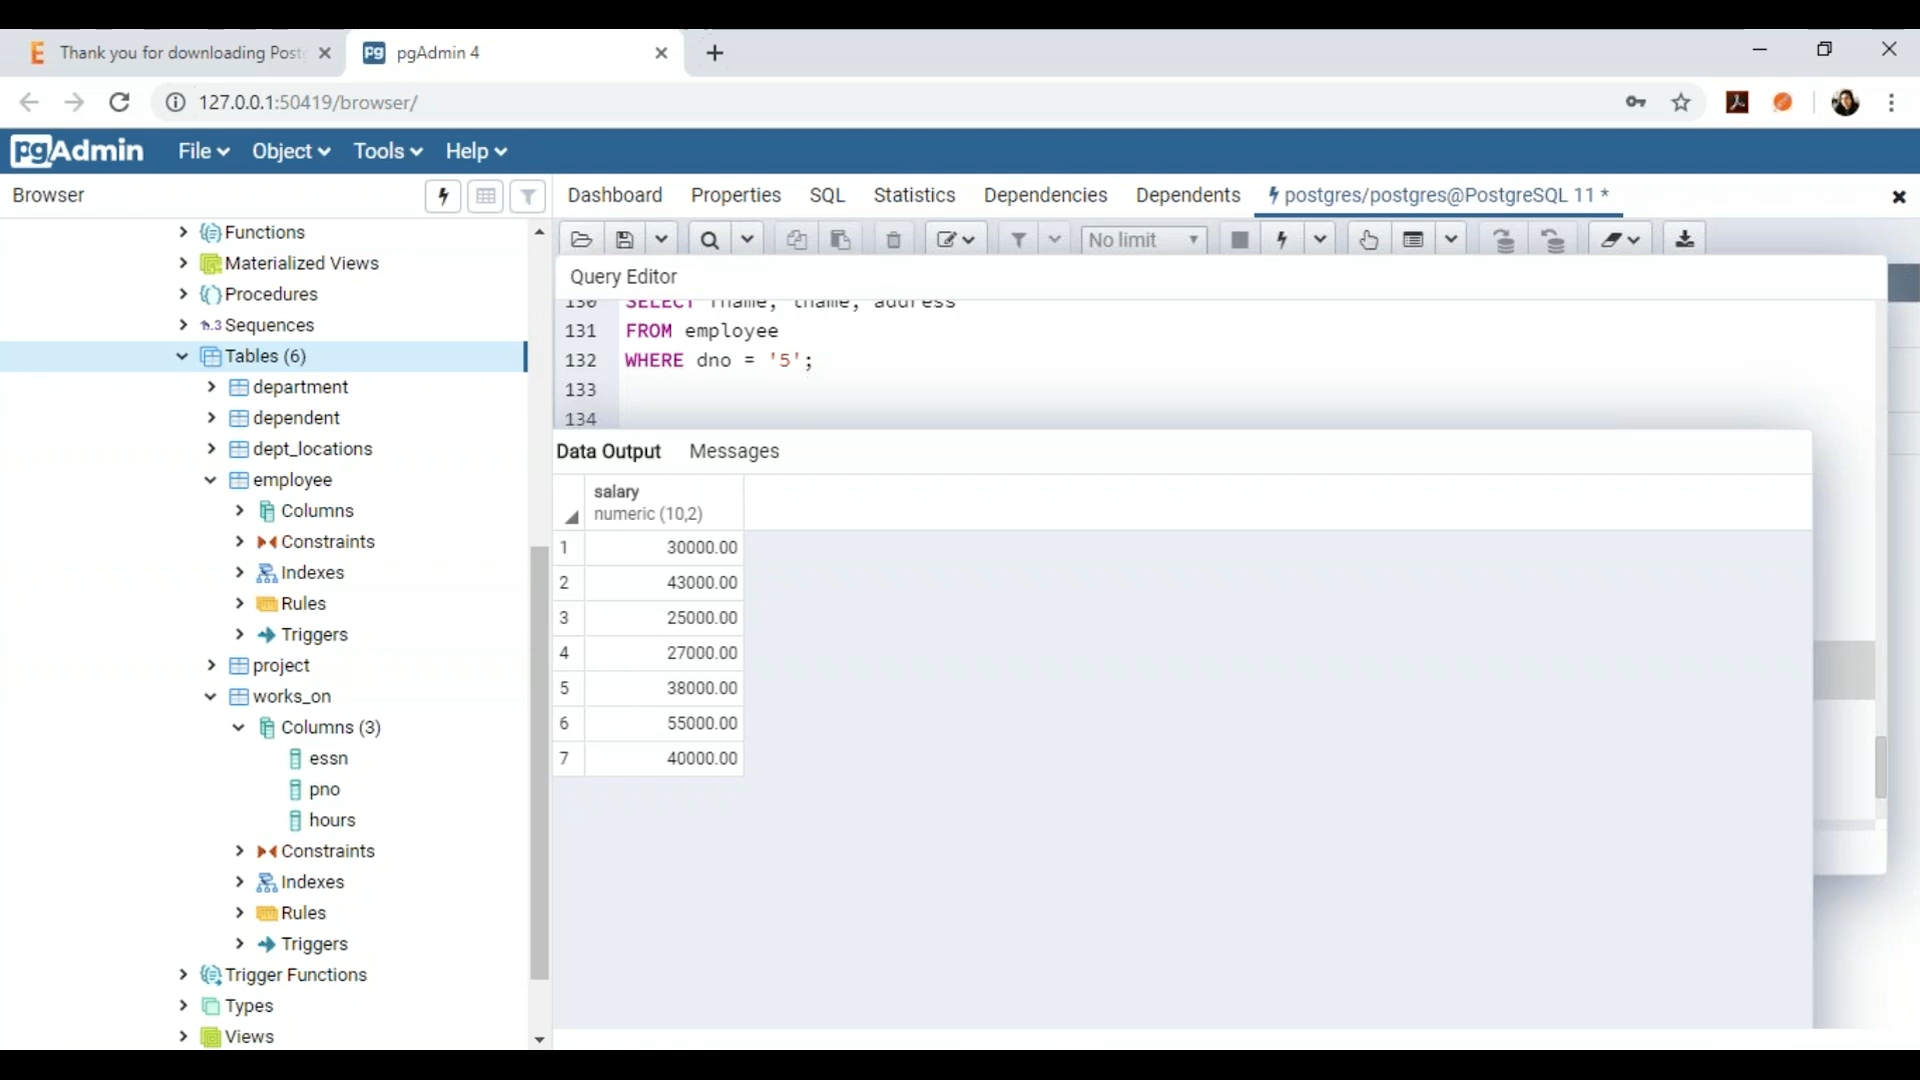 Thank you for downloading Post
pgAdmin 4
127.0.0.1:50419/browser/
pgAdmin File Object Tools Help
Browser
Dashboard Properties SQL Statistics Dependencies Dependents postgres/postgres@PostgreSQL 11 *
No limit
Functions
Materialized Views
Procedures
Sequences
Tables (6)
department
dependent
dept_locations
employee
Columns
Constraints
Indexes
Rules
Triggers
project
works_on
Columns (3)
essn
pno
hours
Constraints
Indexes
Rules
Triggers
Trigger Functions
Types
Views
Query Editor
130 SELECT fname, lname, address
131 FROM employee
132 WHERE dno = '5';
133
134
Data Output Messages
salary
numeric (10,2)
1 30000.00
2 43000.00
3 25000.00
4 27000.00
5 38000.00
6 55000.00
7 40000.00